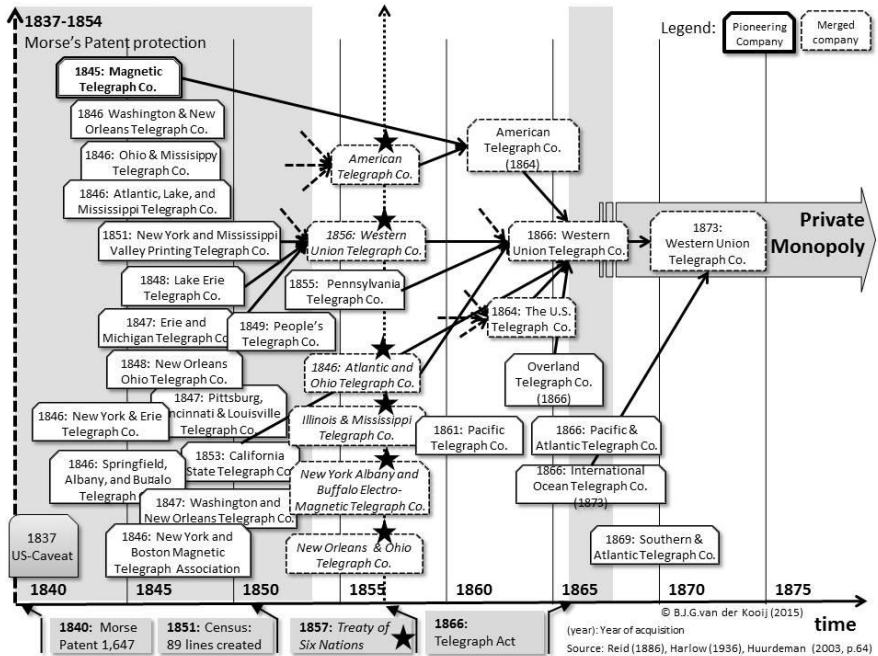 1837-1854
Morse's Patent protection
Legend:
Pioneering
Company
Merged
company
1845: Magnetic
Telegraph Co.
1846 Washington & New
Orleans Telegraph Co.
1846: Ohio & Missisippy
Telegraph Co.
1846: Atlantic, Lake, and
Mississippi Telegraph Co.
1851: New York and Mississippi
Valley Printing Telegraph Co.
1848: Lake Erie
Telegraph Co.
1847: Erie and
Michigan Telegraph Co
1849: People's
Telegraph Co.
1848: New Orleans
Ohio Telegraph Co.
1847: Pittsburg,
incinnati & Louisville
Telegraph Co.
1846: New York & Erie
Telegraph Co.
1853: California
State Telegraph Co.
1846: Springfield,
Albany, and Buffalo
Telegraph Co.
1847: Washington and
New Orleans Telegraph Co.
1846: New York and
Boston Magnetic
Telegraph Association
1837
US-Caveat
American
Telegraph Co.
1856: Western
Union Telegraph Co.
1855: Pennsylvania
Telegraph Co.
1846: Atlantic and
Ohio Telegraph Co.
Illinois & Mississippi
Telegraph Co.
New York Albany and
Buffalo Electro-
Magnetic Telegraph Co.
New Orleans & Ohio
Telegraph Co.
American
Telegraph Co.
(1864)
1866: Western
Union Telegraph Co.
1864: The U.S.
Telegraph Co.
Overland
Telegraph Co.
(1866)
1861: Pacific
Telegraph Co.
1866: Pacific &
Atlantic Telegraph Co.
1866: International
Ocean Telegraph Co.
(1873)
1869: Southern &
Atlantic Telegraph Co.
1873:
Western Union
Telegraph Co.
Private
Monopoly
1840 1845 1850 1855 1860 1865 1870 1875
time
1840: Morse
Patent 1,647
1851: Census:
89 lines created
1857: Treaty of
Six Nations
1866:
Telegraph Act
© B.J.G.van der Kooij (2015)
(year): Year of acquisition
Source: Reid (1886), Harlow (1936), Huurdeman (2003, p.64)